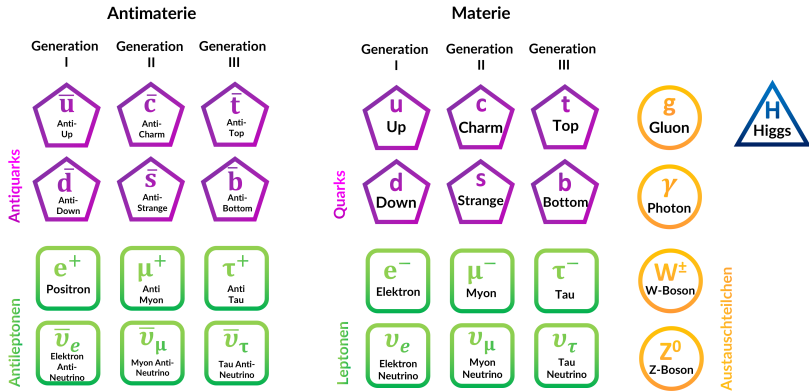 Antimaterie
Materie
Generation I
Generation II
Generation III
Generation I
Generation II
Generation III
Antiquarks
u̅
Anti-
Up
c̅
Anti-
Charm
t̅
Anti-
Top
d̅
Anti-
Down
s̅
Anti-
Strange
b̅
Anti-
Bottom
Antileptonen
e⁺
Positron
μ⁺
Anti
Myon
τ⁺
Anti
Tau
ν̅e
Elektron
Anti-
Neutrino
ν̅μ
Myon Anti-
Neutrino
ν̅τ
Tau Anti-
Neutrino
Quarks
u
Up
c
Charm
t
Top
d
Down
s
Strange
b
Bottom
Leptonen
e⁻
Elektron
μ⁻
Myon
τ⁻
Tau
νe
Elektron
Neutrino
νμ
Myon
Neutrino
ντ
Tau
Neutrino
g
Gluon
γ
Photon
W±
W-Boson
Z⁰
Z-Boson
Austauschteilchen
H
Higgs